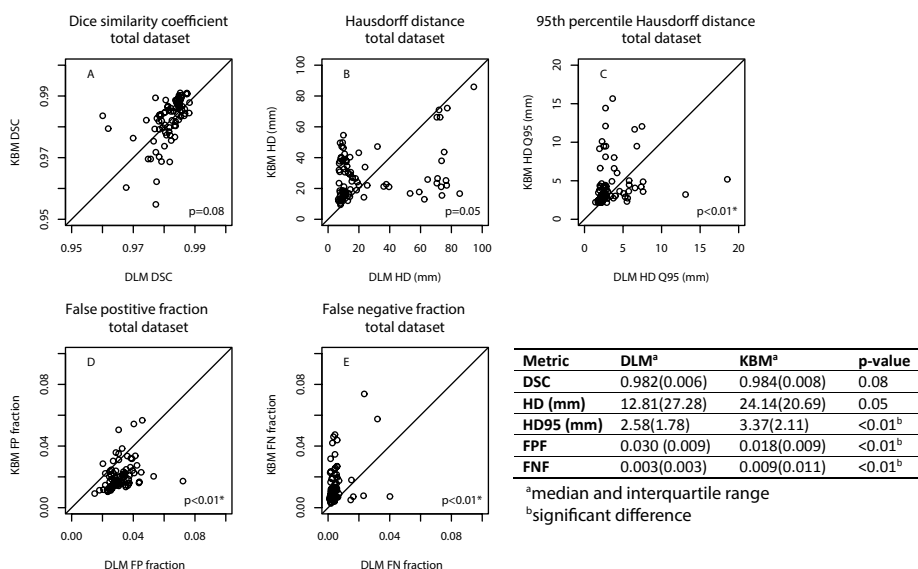 Dice similarity coefficient
total dataset
A
0.99
0.97
0.95
KBM DSC
p=0.08
0.95 0.97 0.99
DLM DSC
Hausdorff distance
total dataset
B
100
80
60
40
20
0
KBM HD (mm)
p=0.05
0 20 40 60 80 100
DLM HD (mm)
95th percentile Hausdorff distance
total dataset
C
20
15
10
5
0
KBM HD Q95 (mm)
p<0.01*
0 5 10 15 20
DLM HD Q95 (mm)
False postitive fraction
total dataset
D
0.08
0.04
0.00
KBM FP fraction
p<0.01*
0.00 0.04 0.08
DLM FP fraction
False negative fraction
total dataset
E
0.08
0.04
0.00
KBM FN fraction
p<0.01*
0.00 0.04 0.08
DLM FN fraction
Metric DLMa KBMa p-value
DSC 0.982(0.006) 0.984(0.008) 0.08
HD (mm) 12.81(27.28) 24.14(20.69) 0.05
HD95 (mm) 2.58(1.78) 3.37(2.11) <0.01b
FPF 0.030 (0.009) 0.018(0.009) <0.01b
FNF 0.003(0.003) 0.009(0.011) <0.01b
amedian and interquartile range
bsignificant difference